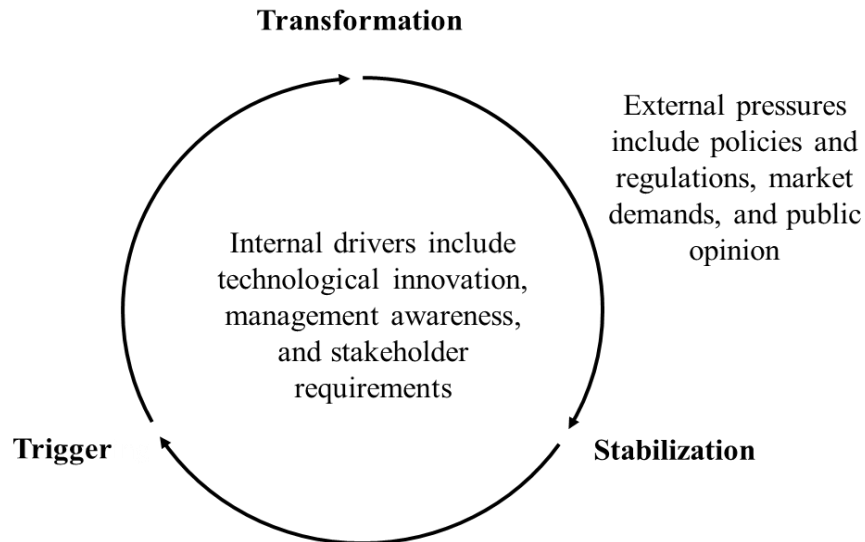 Transformation
External pressures
include policies and
regulations, market
demands, and public
opinion
Internal drivers include
technological innovation,
management awareness,
and stakeholder
requirements
Trigger
Stabilization